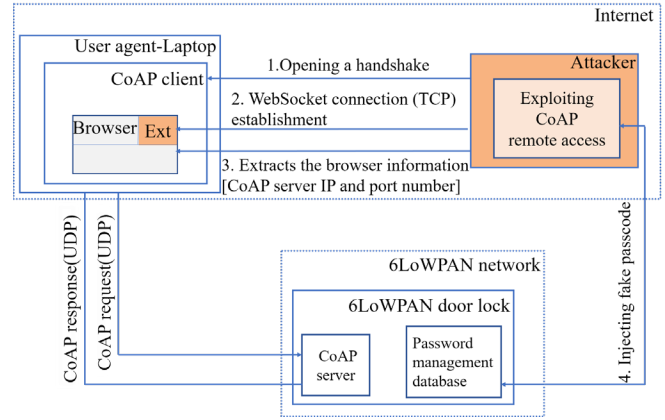 Internet
User agent-Laptop
CoAP client
Browser
Ext
1.Opening a handshake
2. WebSocket connection (TCP)
establishment
3. Extracts the browser information
[CoAP server IP and port number]
Attacker
Exploiting
CoAP
remote access
CoAP response(UDP)
CoAP request(UDP)
4. Injecting fake passcode
6LoWPAN network
6LoWPAN door lock
CoAP
server
Password
management
database